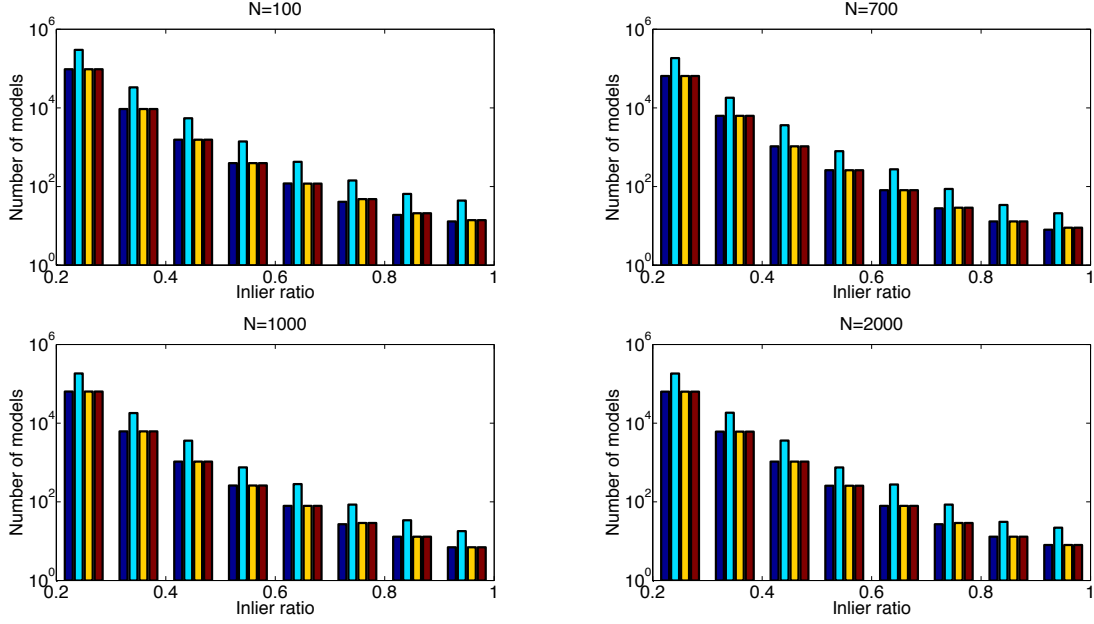 N=100
Number of models
10^6
10^4
10^2
10^0
0.2 0.4 0.6 0.8 1
Inlier ratio
N=700
Number of models
10^6
10^4
10^2
10^0
0.2 0.4 0.6 0.8 1
Inlier ratio
N=1000
Number of models
10^6
10^4
10^2
10^0
0.2 0.4 0.6 0.8 1
Inlier ratio
N=2000
Number of models
10^6
10^4
10^2
10^0
0.2 0.4 0.6 0.8 1
Inlier ratio